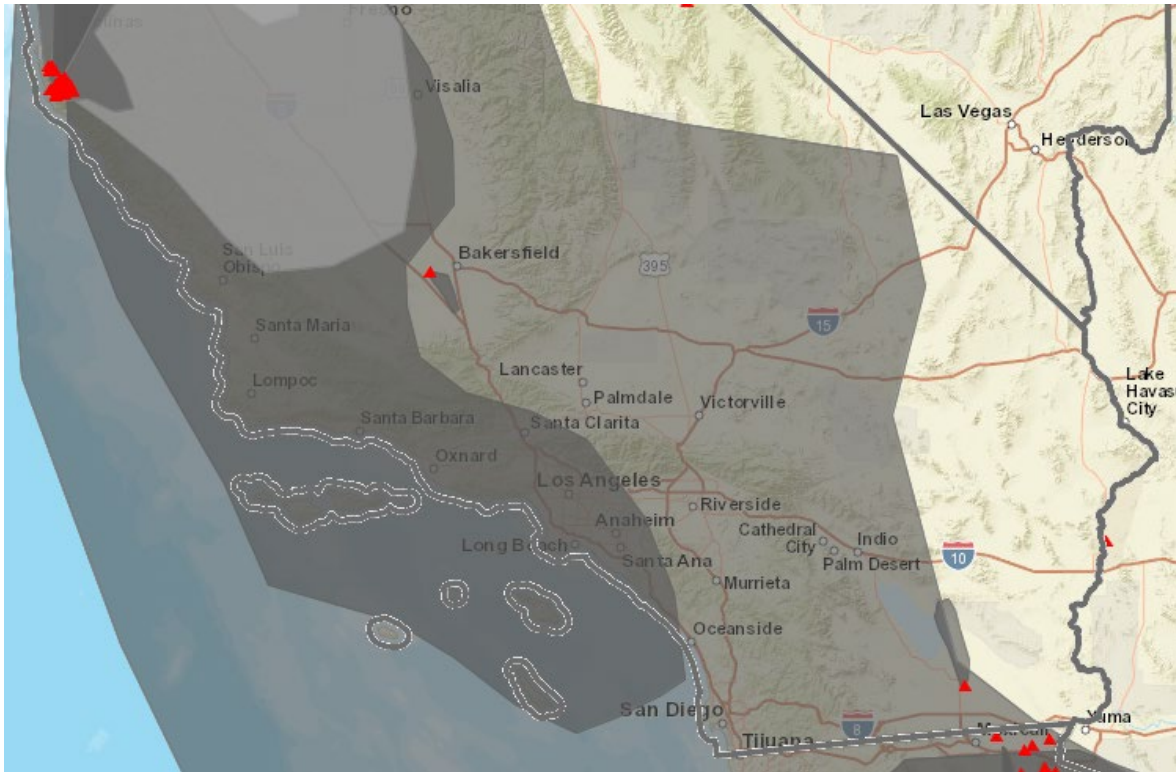 Fresno
Visalia
Las Vegas
Henderson
San Luis
Obispo
Bakersfield
395
15
Santa Maria
Lompoc
Lancaster
Palmdale
Victorville
Lake
Havasu
City
Santa Barbara
Santa Clarita
Oxnard
Los Angeles
Riverside
Anaheim
Cathedral
City
Indio
Long Beach
Palm Desert
10
Santa Ana
Murrieta
Oceanside
San Diego
Tijuana
8
Mexicali
Yuma